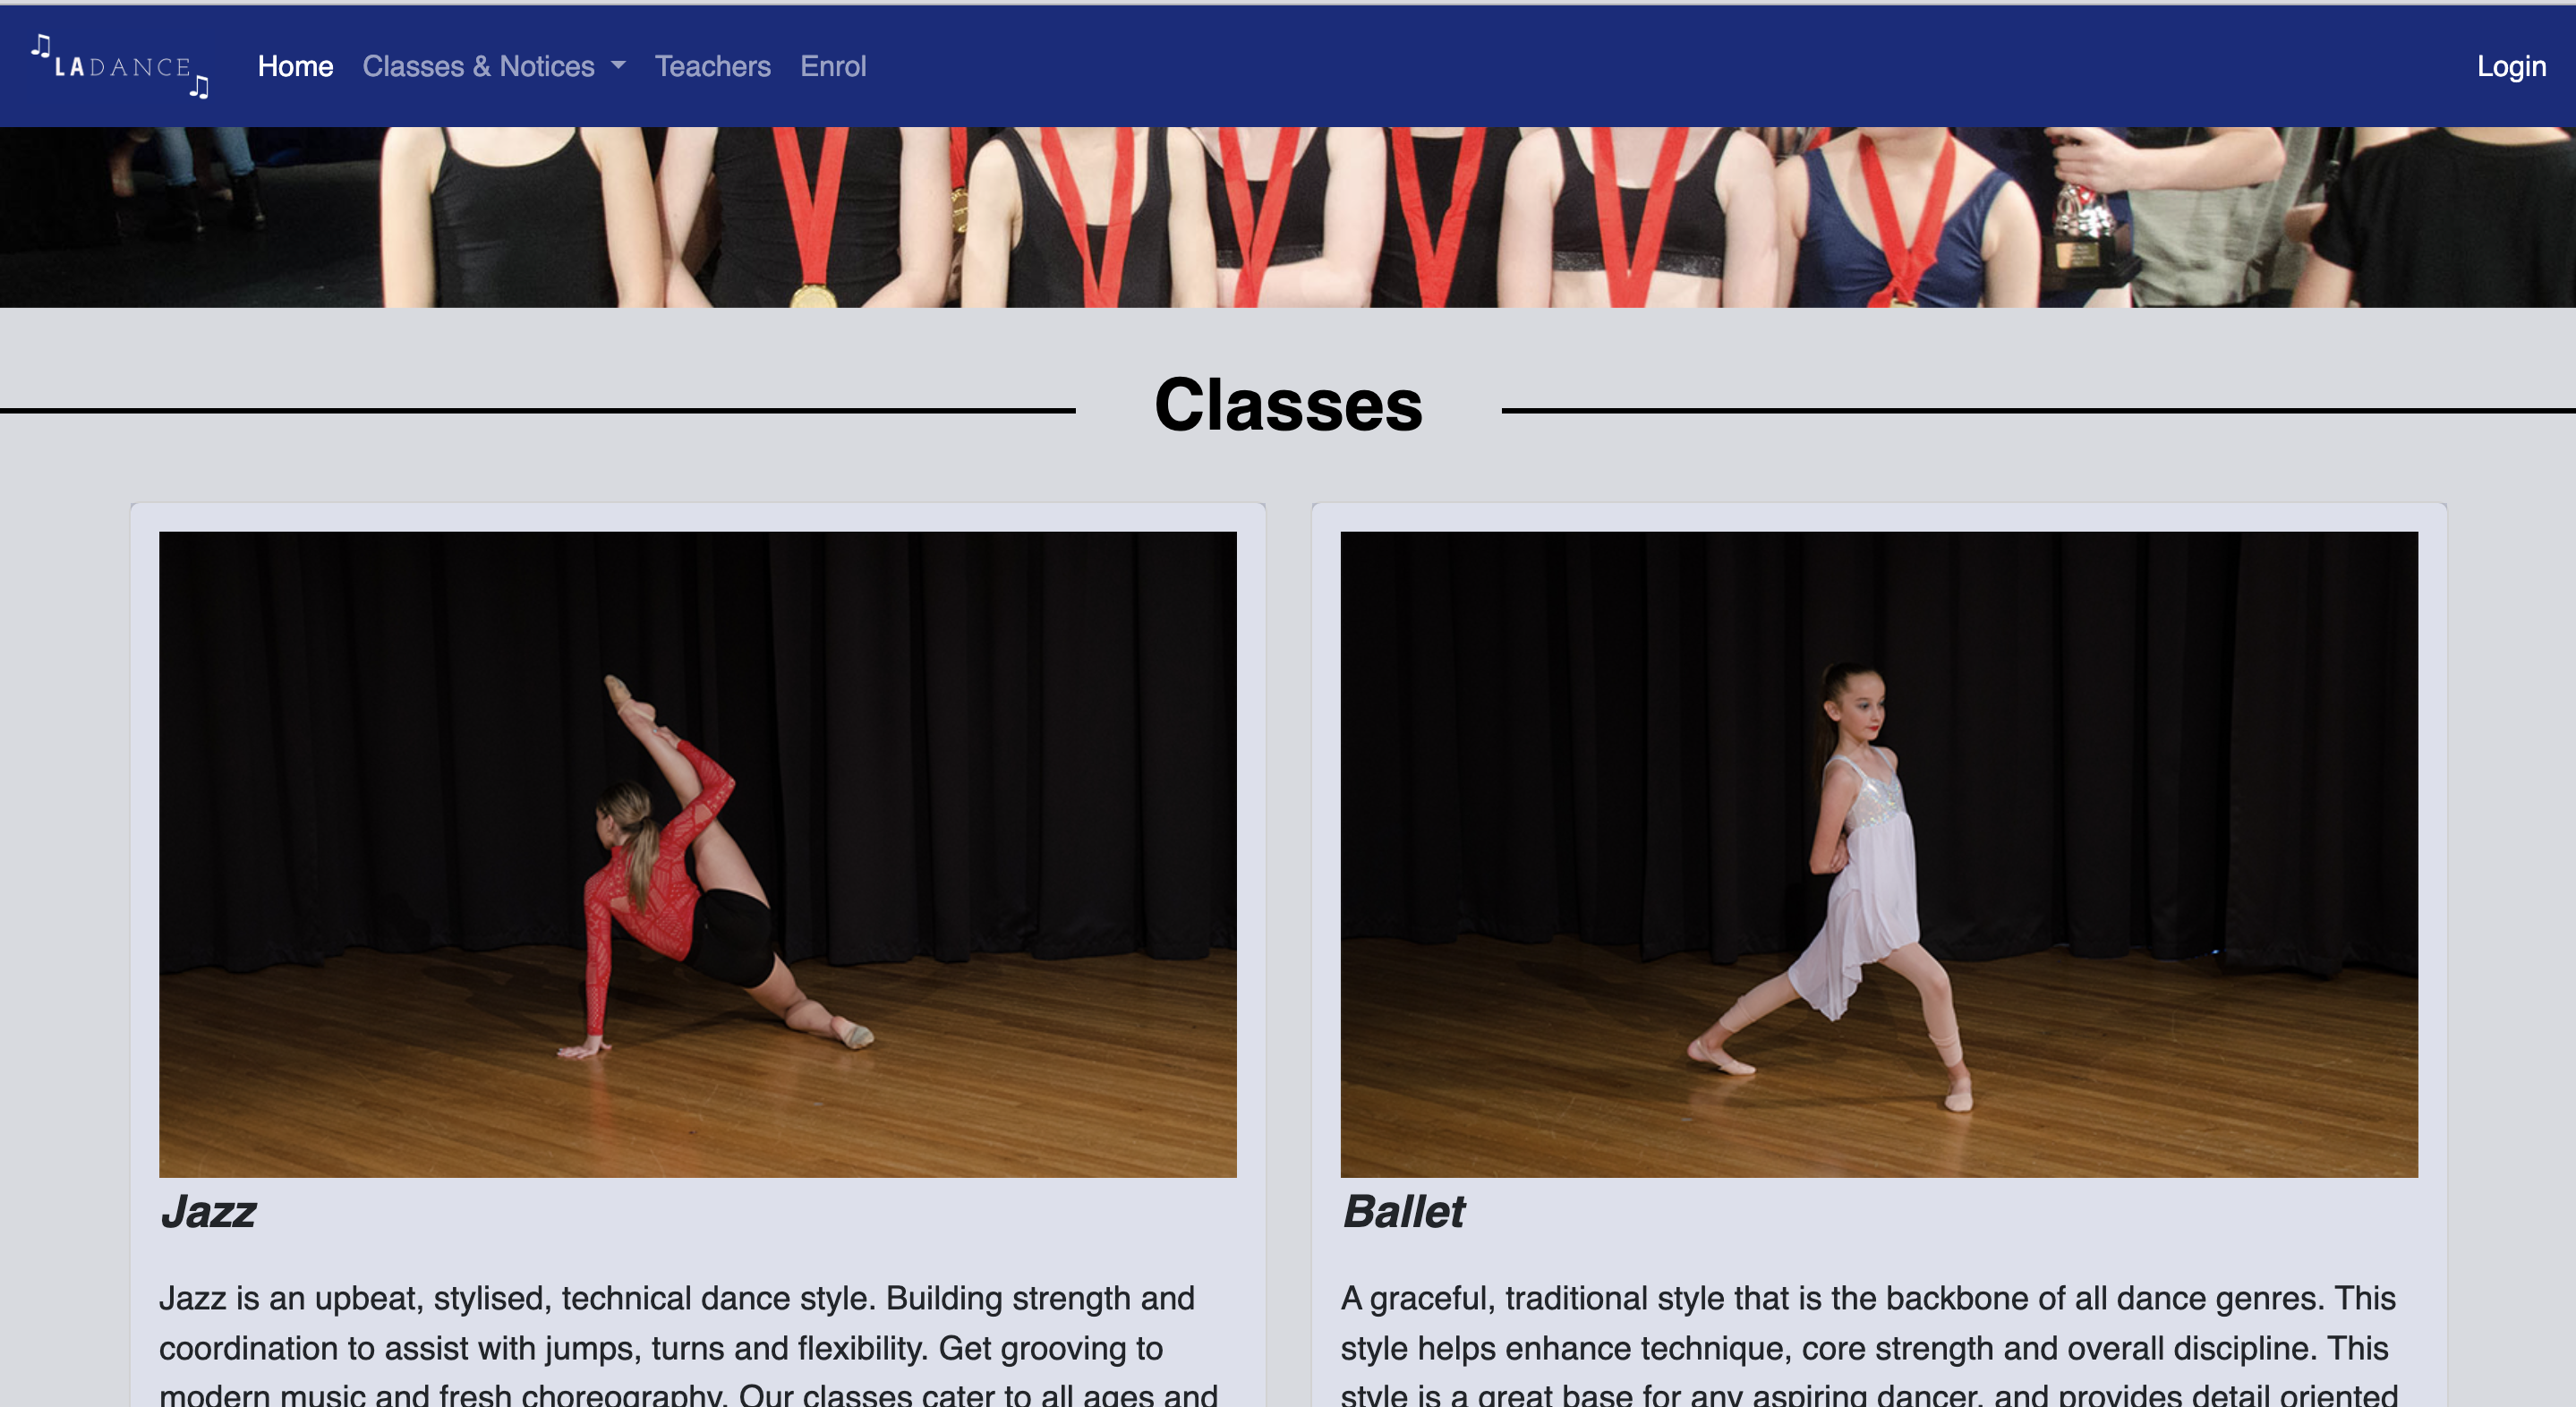 LADANCE
Home Classes & Notices Teachers Enrol Login
Classes
Jazz
Jazz is an upbeat, stylised, technical dance style. Building strength and
coordination to assist with jumps, turns and flexibility. Get grooving to
modern music and fresh choreography. Our classes cater to all ages and
Ballet
A graceful, traditional style that is the backbone of all dance genres. This
style helps enhance technique, core strength and overall discipline. This
style is a great base for any aspiring dancer, and provides detail oriented